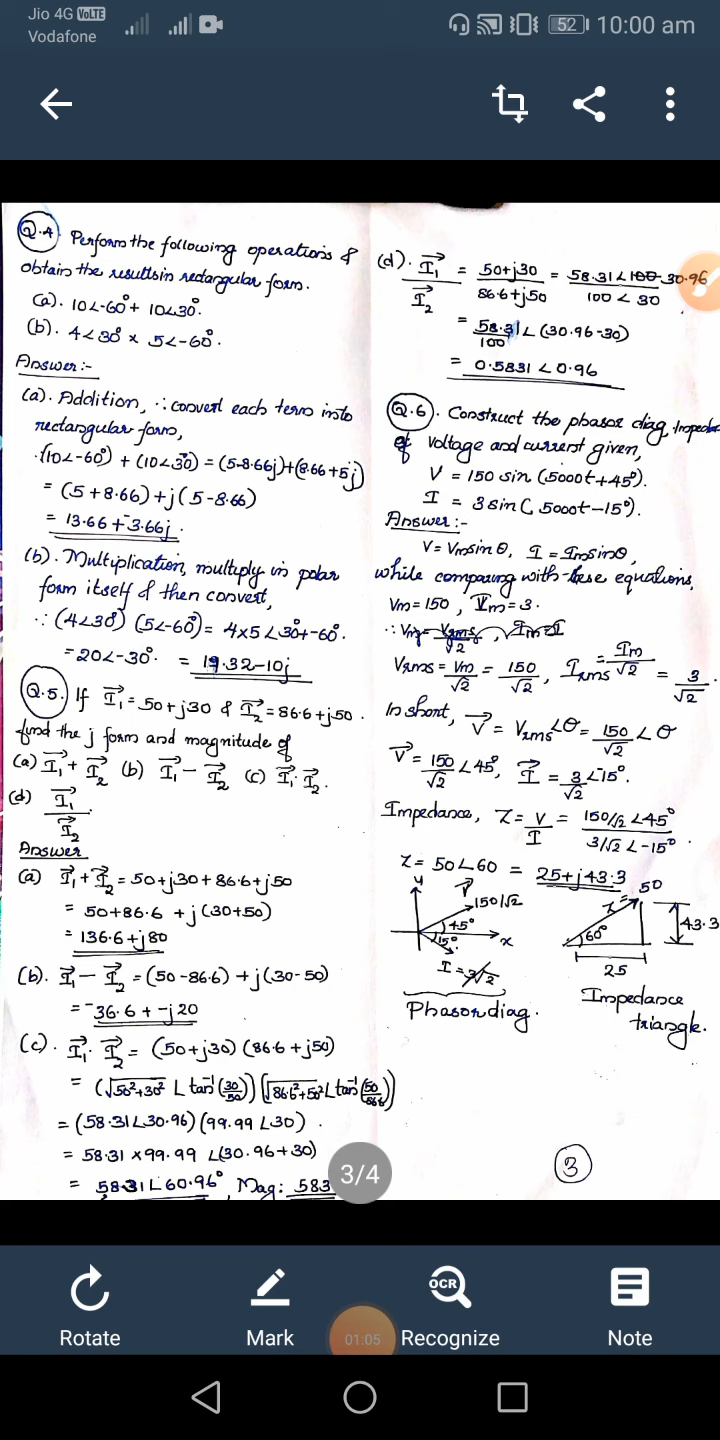 Jio 4G VoLTE
Vodafone
52
10:00 am
Q.4 Perform the following operations &
obtain the results in rectangular form.
(a). 10∠-60° + 10∠30°.
(b). 4∠30° × 5∠-60°.
Answer:-
(a). Addition, ∴ convert each term into
rectangular form,
(10∠-60°) + (10∠30°) = (5-8.66j)+(8.66+5j)
= (5+8.66)+j(5-8.66)
= 13.66+-3.66j.
(b). Multiplication, multiply in polar
form itself & then convert,
∴ (4∠30°) (5∠-60°) = 4×5∠30°+-60°.
= 20∠-30°. = 19.32-10j
Q.5. If I₁ = 50+j30 & I₂ = 86.6+j50.
find the j form and magnitude of
(a) I₁ + I₂ (b) I₁ - I₂ (c) I₁. I₂.
(d) I₁
I₂
Answer
(a) I₁+I₂ = 50+j30+86.6+j50
= 50+86.6 +j(30+50)
= 136.6+j80
(b). I₁- I₂ = (50-86.6) +j(30-50)
= -36.6+-j20
(c). I₁. I₂ = (50+j30) (86.6+j50)
= (√50²+30² ∠ tan⁻¹(30/50)) (√86.6²+50² ∠ tan⁻¹(50/866))
= (58.31∠30.96) (99.99 ∠30).
= 58.31 ×99.99 ∠(30.96+30)
= 5831∠60.96°, Mag: 583
(d). I₁/I₂ = 50+j30/86.6+j50 = 58.31∠30.96/100∠30
= 58.31/100 ∠(30.96-30)
= 0.5831∠0.96
Q.6. Construct the phasor diag,
of voltage and current given,
V = 150 sin (5000t+45°).
I = 3 sin (5000t-15°).
Answer:-
V = Vm sin θ, I = Im sin θ,
while comparing with these equations,
Vm = 150, Im = 3.
Vrms = Vm/√2 = 150/√2, Irms = Im/√2 = 3/√2.
In short, V = Vrms∠θ = 150/√2 ∠θ
V = 150/√2 ∠45°, I = 3/√2 ∠-15°.
Impedance, Z = V/I = 150/√2 ∠45°/3/√2 ∠-15°.
Z = 50∠60 = 25+j43.3
y
V
150/√2
45°
x
15°
I = 3/√2
Phasor diag.
Z
50
43.3
60°
25
Impedance
triangle.
3
3/4
Rotate
Mark
01:05
OCR
Recognize
Note